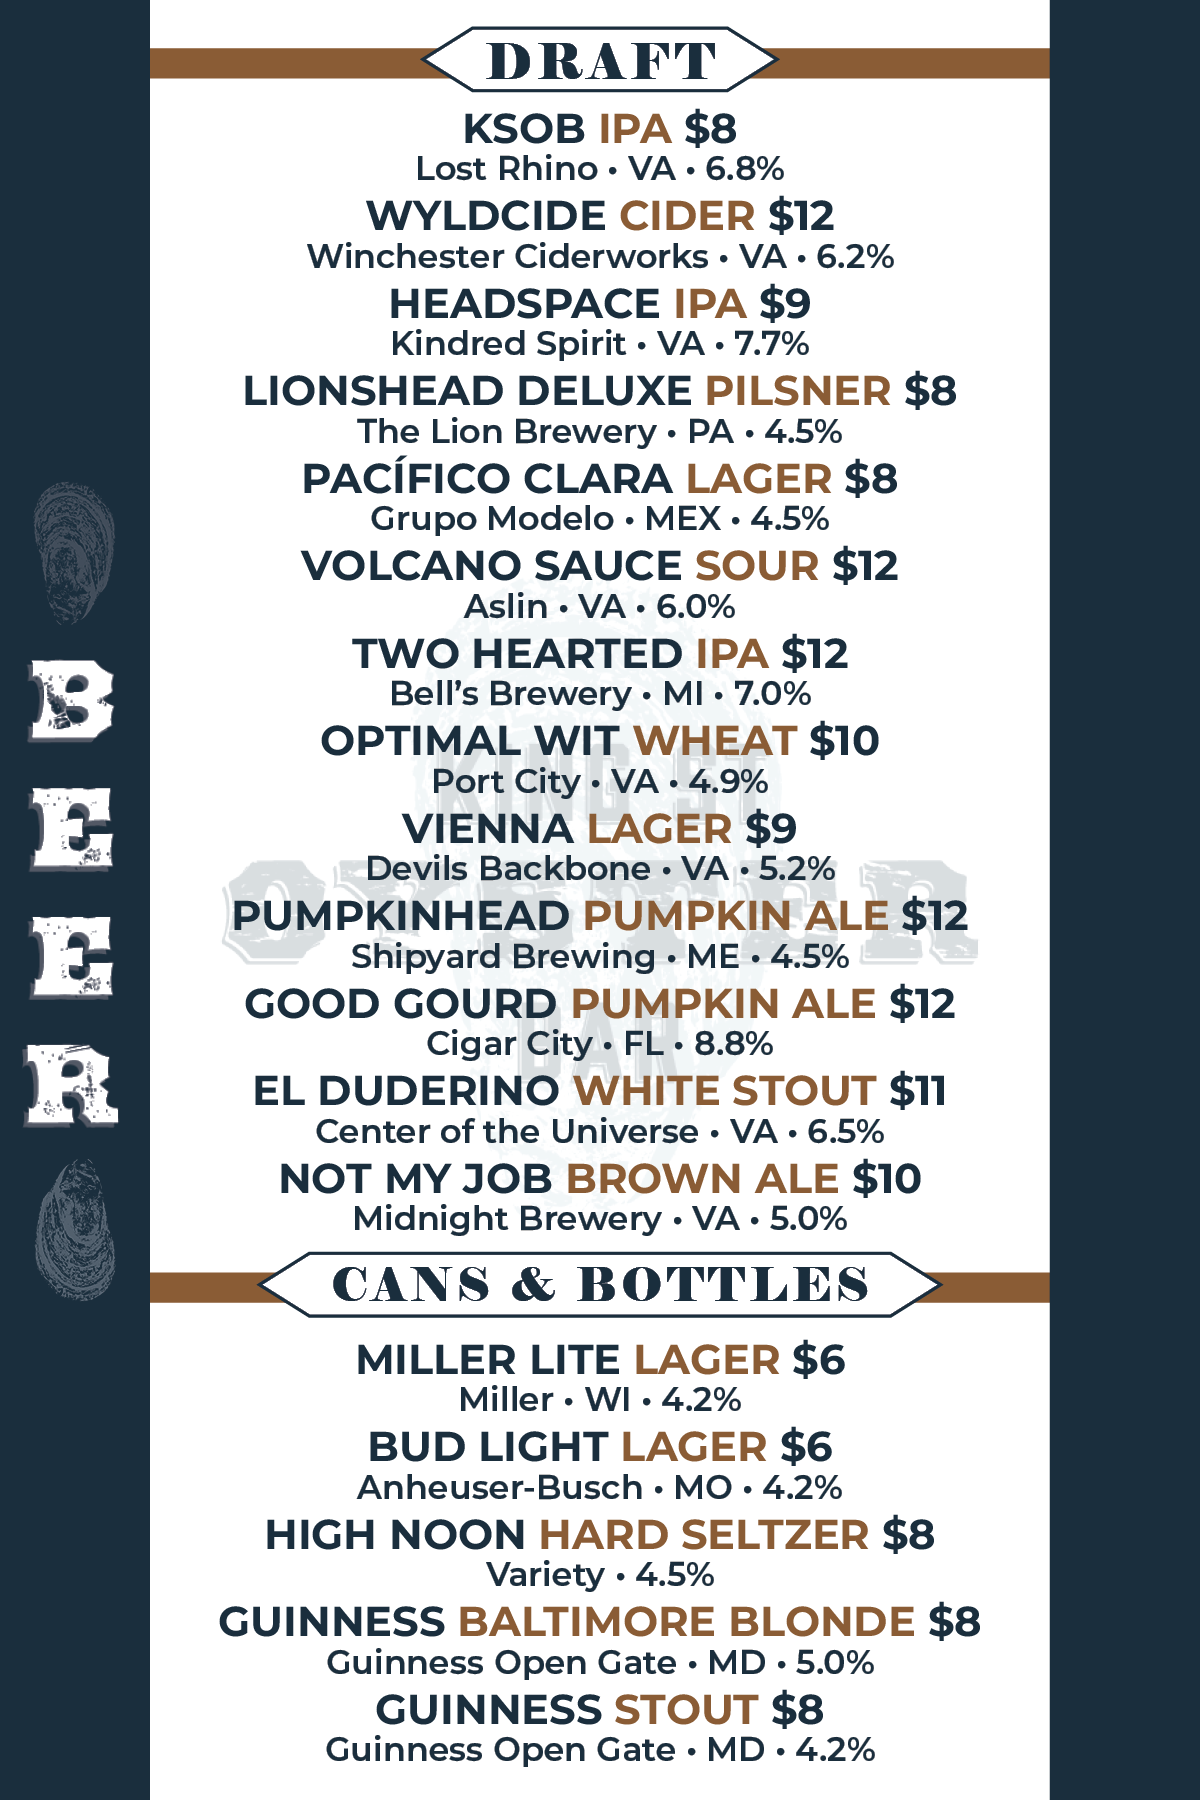 DRAFT
KSOB IPA $8
Lost Rhino • VA • 6.8%
WYLDCIDE CIDER $12
Winchester Ciderworks • VA • 6.2%
HEADSPACE IPA $9
Kindred Spirit • VA • 7.7%
LIONSHEAD DELUXE PILSNER $8
The Lion Brewery • PA • 4.5%
PACÍFICO CLARA LAGER $8
Grupo Modelo • MEX • 4.5%
VOLCANO SAUCE SOUR $12
Aslin • VA • 6.0%
TWO HEARTED IPA $12
Bell's Brewery • MI • 7.0%
OPTIMAL WIT WHEAT $10
Port City • VA • 4.9%
VIENNA LAGER $9
Devils Backbone • VA • 5.2%
PUMPKINHEAD PUMPKIN ALE $12
Shipyard Brewing • ME • 4.5%
GOOD GOURD PUMPKIN ALE $12
Cigar City • FL • 8.8%
EL DUDERINO WHITE STOUT $11
Center of the Universe • VA • 6.5%
NOT MY JOB BROWN ALE $10
Midnight Brewery • VA • 5.0%
CANS & BOTTLES
MILLER LITE LAGER $6
Miller • WI • 4.2%
BUD LIGHT LAGER $6
Anheuser-Busch • MO • 4.2%
HIGH NOON HARD SELTZER $8
Variety • 4.5%
GUINNESS BALTIMORE BLONDE $8
Guinness Open Gate • MD • 5.0%
GUINNESS STOUT $8
Guinness Open Gate • MD • 4.2%
BEER
KING ST
OYSTER
BAR